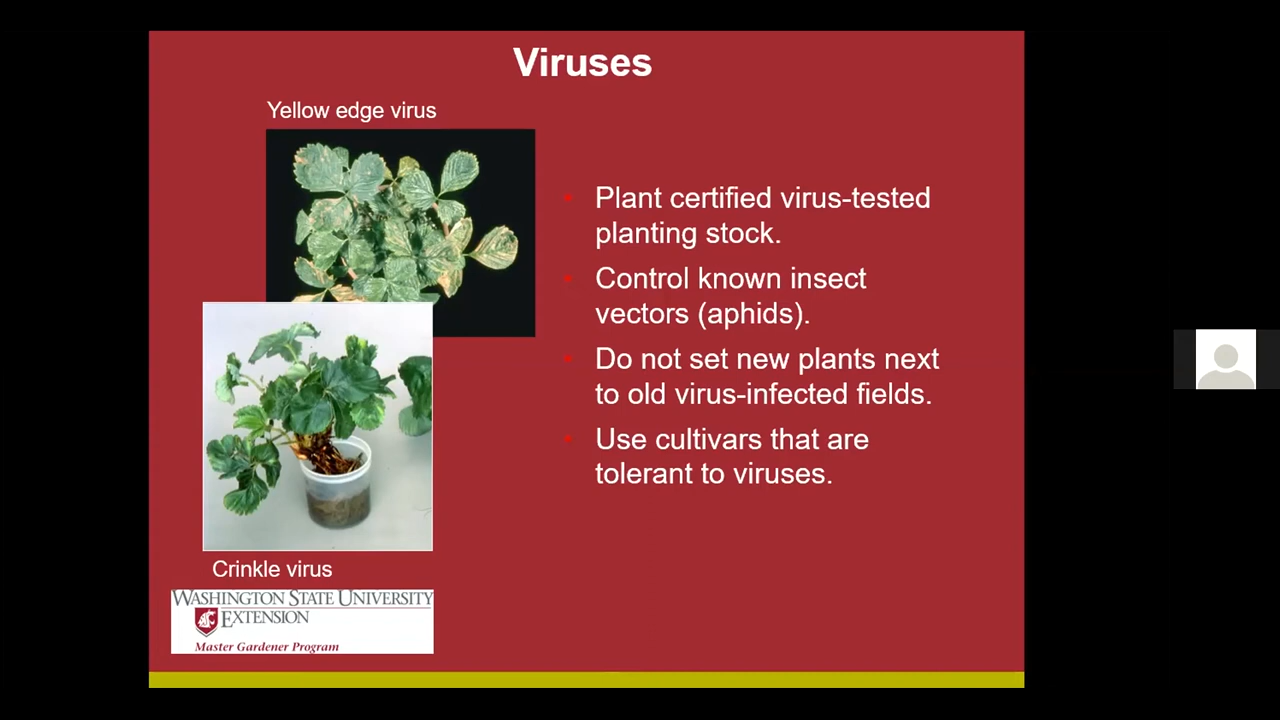 Viruses
Yellow edge virus
Plant certified virus-tested
planting stock.
Control known insect
vectors (aphids).
Do not set new plants next
to old virus-infected fields.
Use cultivars that are
tolerant to viruses.
Crinkle virus
WASHINGTON STATE UNIVERSITY
EXTENSION
Master Gardener Program